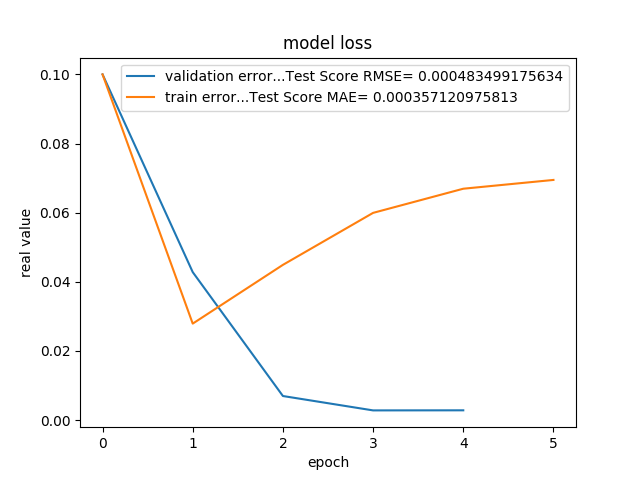 model loss
validation error...Test Score RMSE= 0.000483499175634
train error...Test Score MAE= 0.000357120975813
0.10
0.08
0.06
0.04
0.02
0.00
real value
0 1 2 3 4 5
epoch